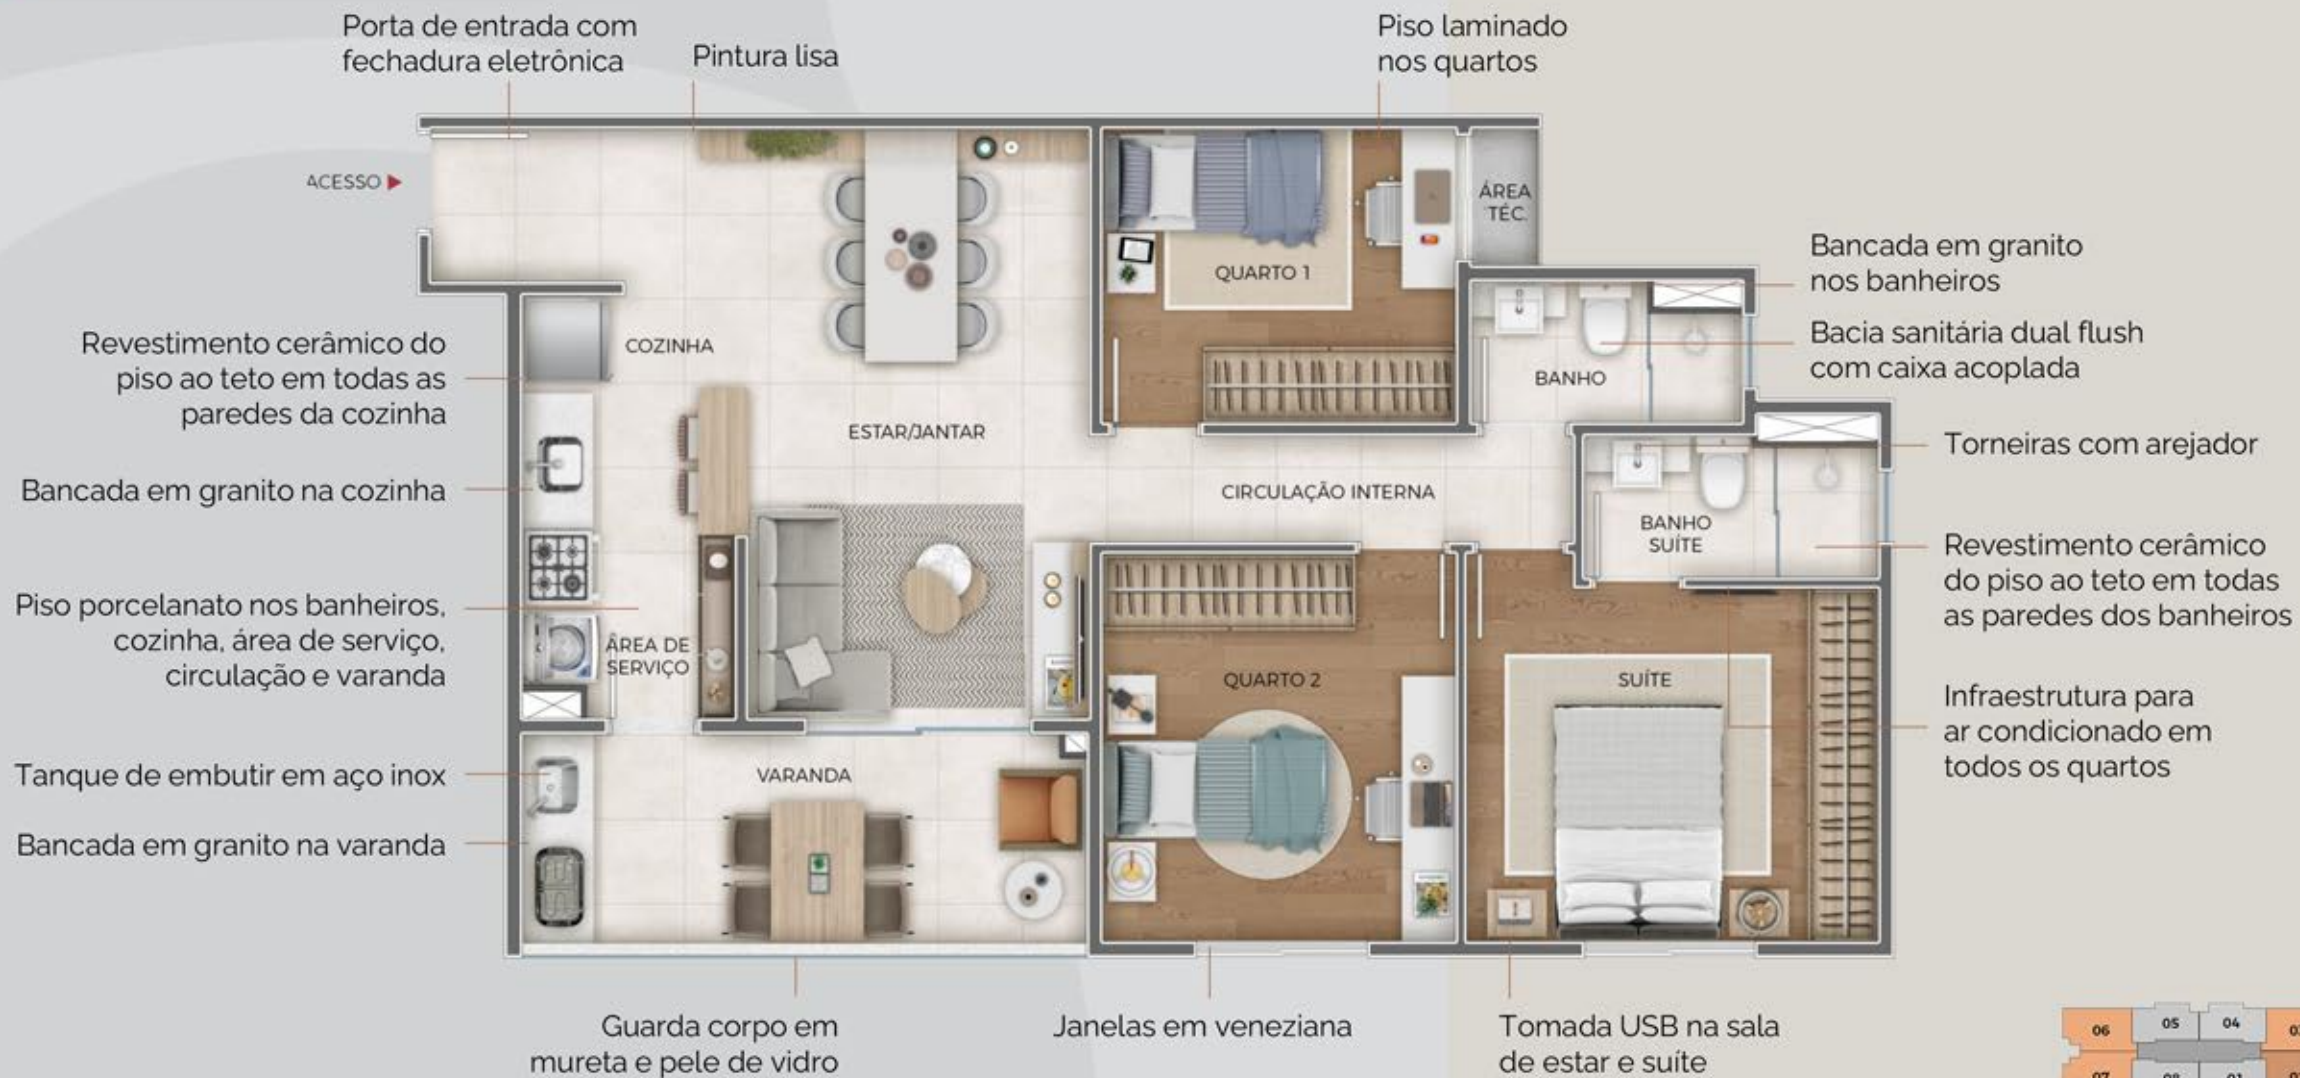 Porta de entrada com
fechadura eletrônica
Pintura lisa
Piso laminado
nos quartos
ACESSO
ÁREA
TÉC.
QUARTO 1
Bancada em granito
nos banheiros
Bacia sanitária dual flush
com caixa acoplada
COZINHA
BANHO
Revestimento cerâmico do
piso ao teto em todas as
paredes da cozinha
ESTAR/JANTAR
Torneiras com arejador
Bancada em granito na cozinha
CIRCULAÇÃO INTERNA
BANHO
SUÍTE
Revestimento cerâmico
do piso ao teto em todas
as paredes dos banheiros
Piso porcelanato nos banheiros,
cozinha, área de serviço,
circulação e varanda
ÁREA DE
SERVIÇO
QUARTO 2
SUÍTE
Infraestrutura para
ar condicionado em
todos os quartos
Tanque de embutir em aço inox
VARANDA
Bancada em granito na varanda
Guarda corpo em
mureta e pele de vidro
Janelas em veneziana
Tomada USB na sala
de estar e suíte
06
05
04